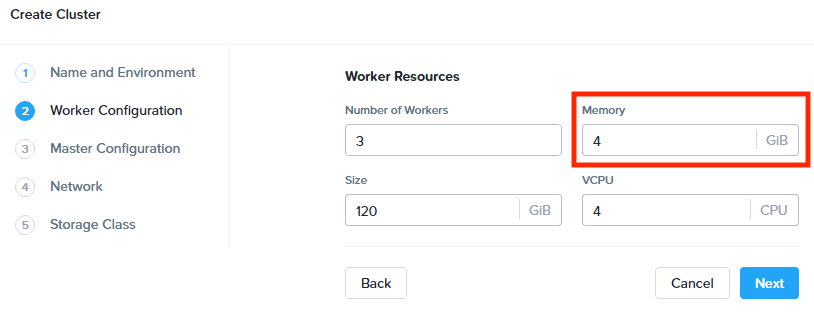 Create Cluster
1 Name and Environment
2 Worker Configuration
3 Master Configuration
4 Network
5 Storage Class
Worker Resources
Number of Workers
3
Memory
4 GiB
Size
120 GiB
VCPU
4 CPU
Back
Cancel
Next